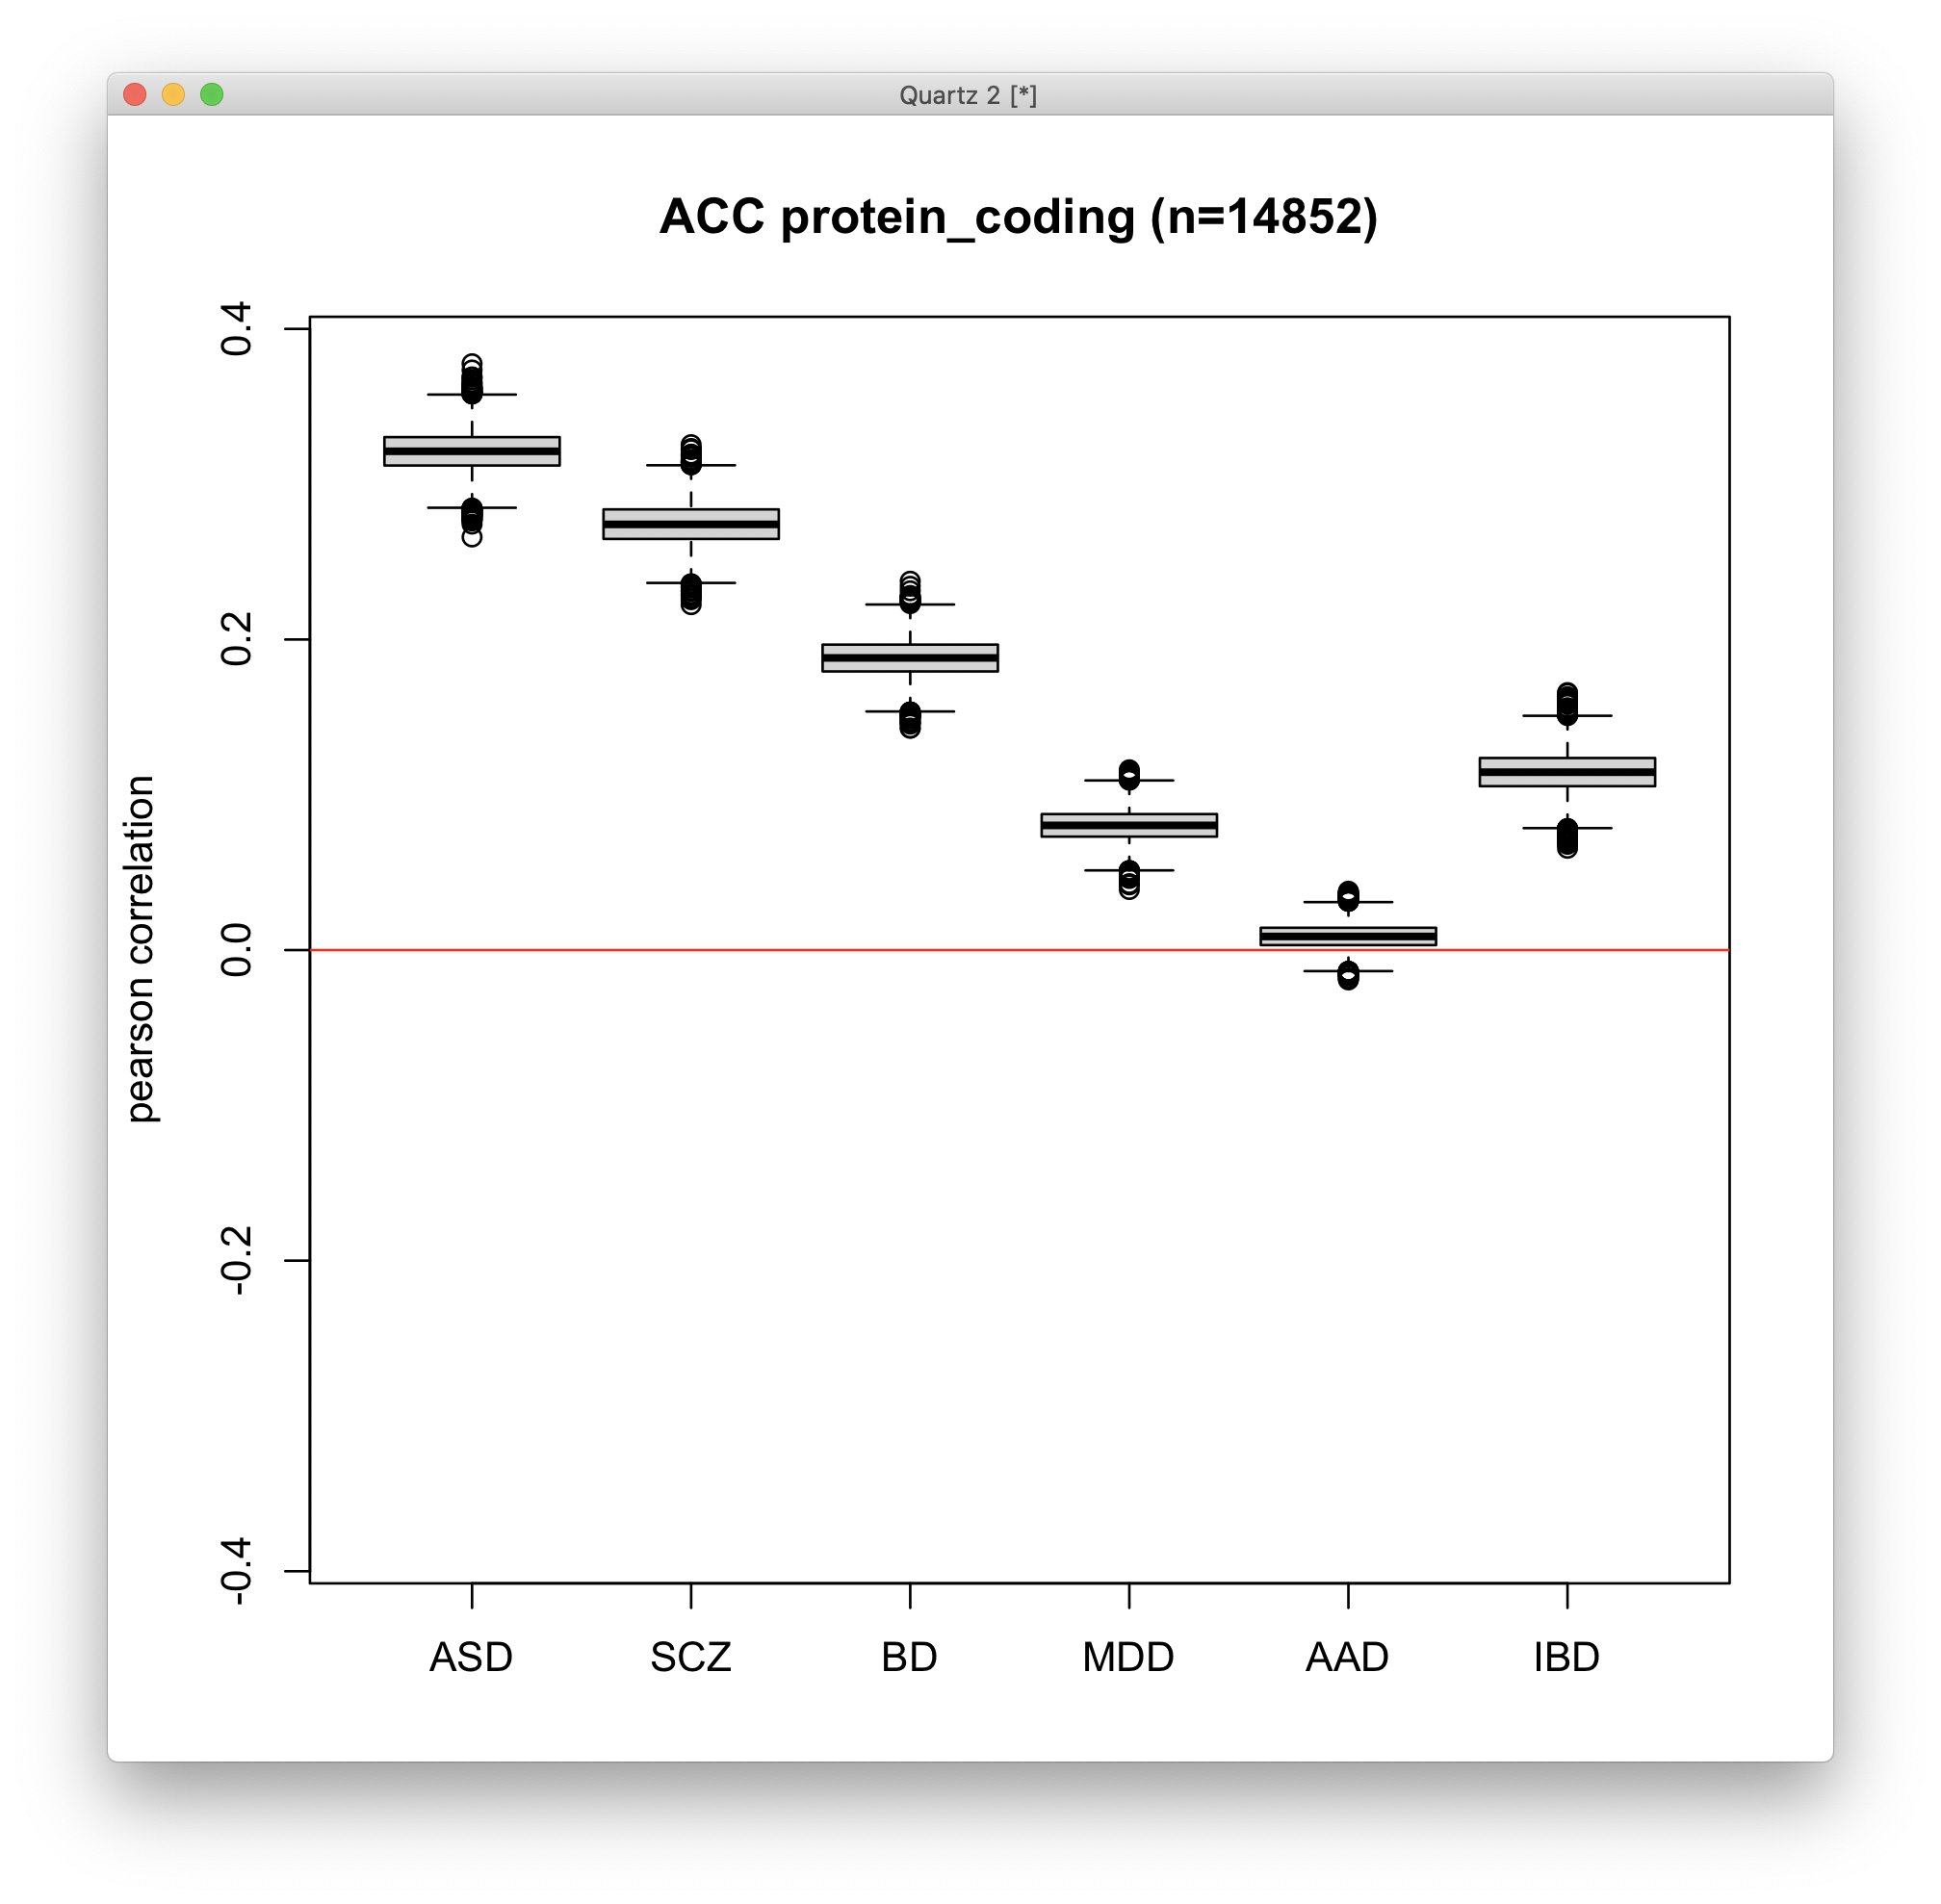 Quartz 2 [*]
ACC protein_coding (n=14852)
pearson correlation
0.4
0.2
0.0
-0.2
-0.4
ASD SCZ BD MDD AAD IBD